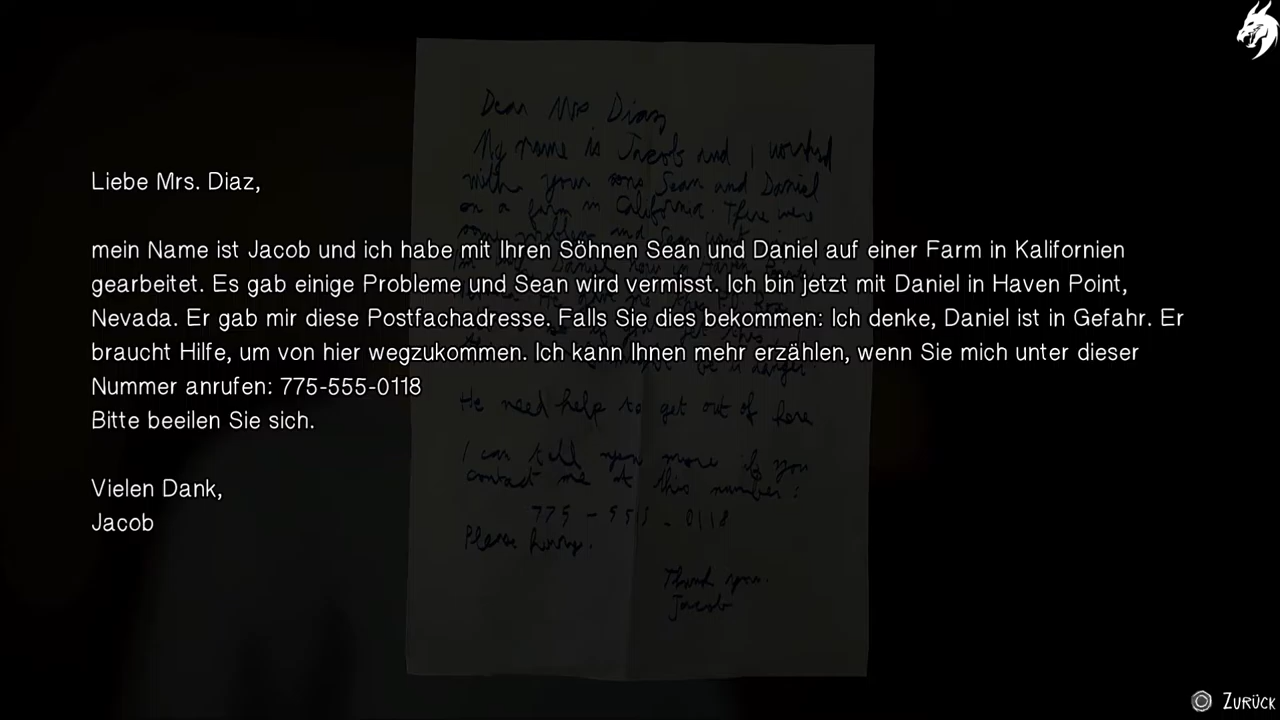 Liebe Mrs. Diaz,
mein Name ist Jacob und ich habe mit Ihren Söhnen Sean und Daniel auf einer Farm in Kalifornien
gearbeitet. Es gab einige Probleme und Sean wird vermisst. Ich bin jetzt mit Daniel in Haven Point,
Nevada. Er gab mir diese Postfachadresse. Falls Sie dies bekommen: Ich denke, Daniel ist in Gefahr. Er
braucht Hilfe, um von hier wegzukommen. Ich kann Ihnen mehr erzählen, wenn Sie mich unter dieser
Nummer anrufen: 775-555-0118
Bitte beeilen Sie sich.
Vielen Dank,
Jacob
Dear Mrs. Diaz
My name is Jacob and I worked
with your sons Sean and Daniel
on a farm in California. There were
He need help to get out of here
I can tell you more if you
contact me at this number:
775-555-0118
Please hurry.
Thank you.
Jacob
Zurück